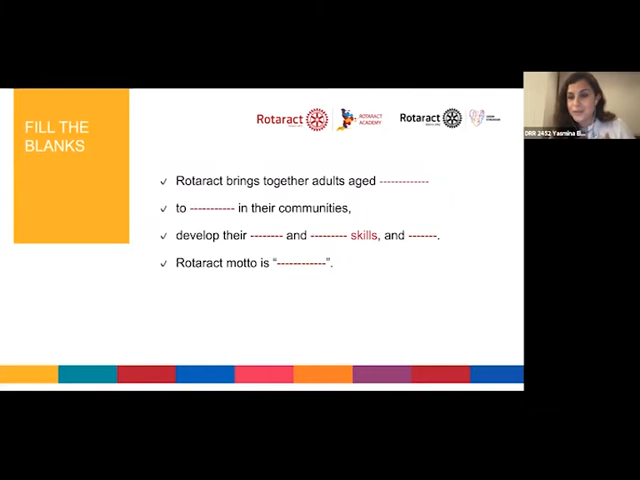 FILL THE
BLANKS
Rotaract
ROTARACT
ACADEMY
Rotaract
✓ Rotaract brings together adults aged -------------
✓ to ----------- in their communities,
✓ develop their -------- and --------- skills, and -------.
✓ Rotaract motto is “------------”.
DRR 2452 Yasmina E...